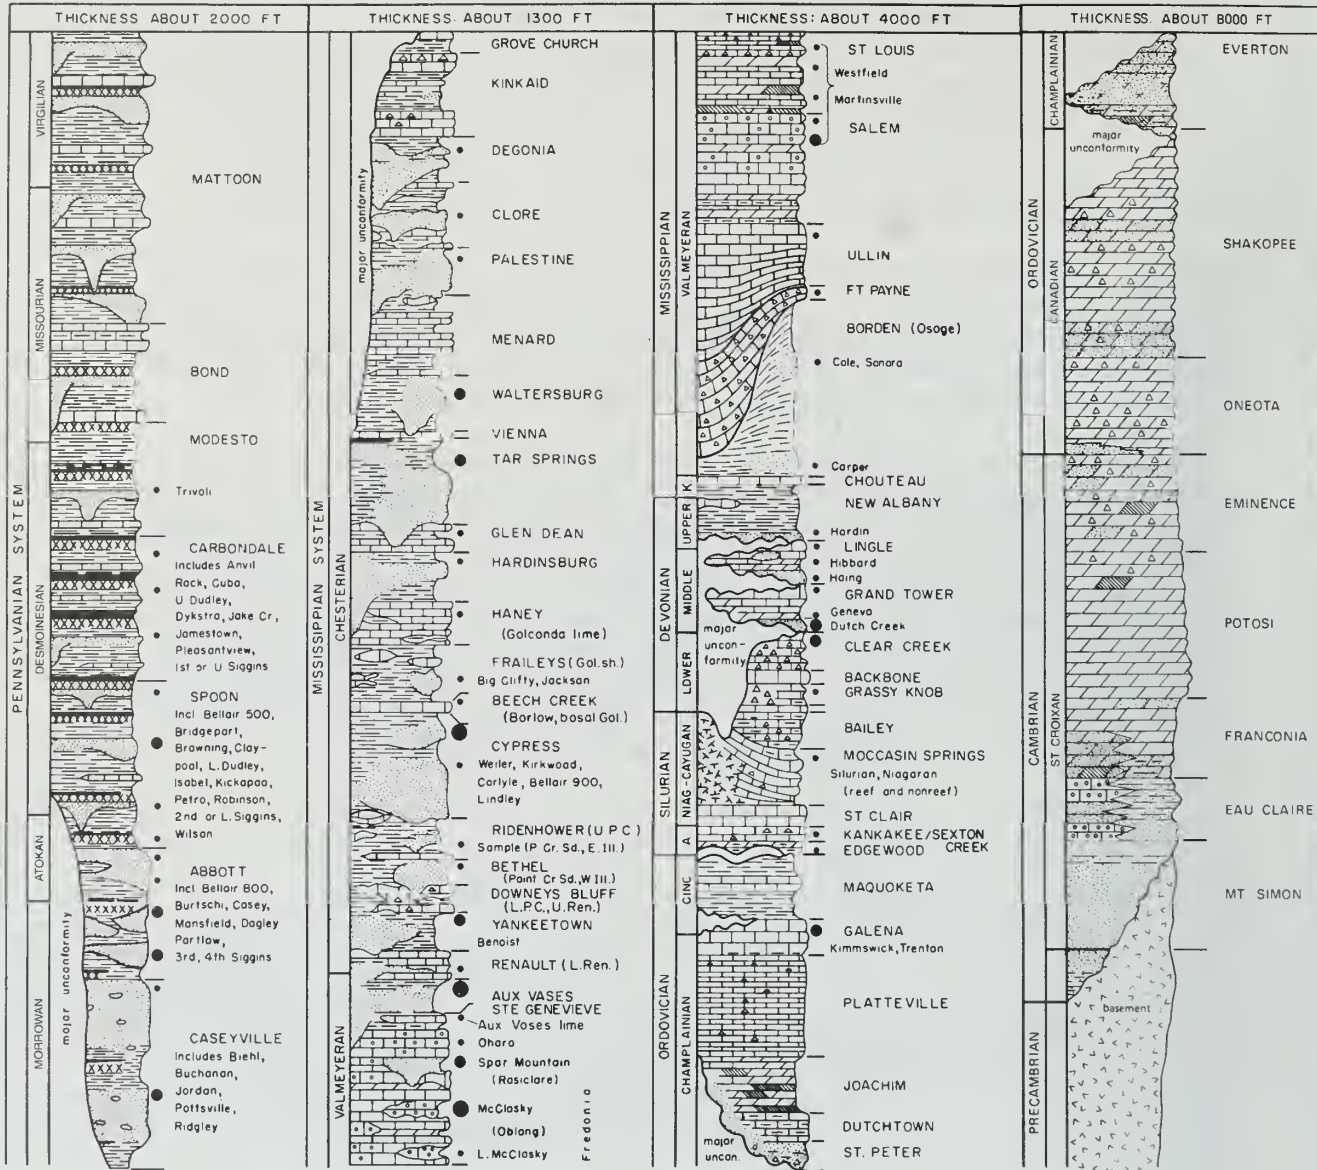 THICKNESS ABOUT 2000 FT
PENNSYLVANIAN SYSTEM
VIRGILIAN
MISSOURIAN
DESMOINESIAN
ATOKAN
MORROWAN
major unconformity
MATTOON
BOND
MODESTO
Trivoli
CARBONDALE
Includes Anvil
Rock, Cuba,
U Dudley,
Dykstra, Jake Cr,
Jamestown,
Pleasantview,
1st or U Siggins
SPOON
Incl Bellair 500,
Bridgeport,
Browning, Clay-
pool, L. Dudley,
Isabel, Kickapoo,
Petro, Robinson,
2nd or L. Siggins,
Wilson
ABBOTT
Incl Bellair 800,
Burtschi, Casey,
Mansfield, Dagley
Partlow,
3rd, 4th Siggins
CASEYVILLE
Includes Biehl,
Buchanan,
Jordan,
Pottsville,
Ridgley
THICKNESS. ABOUT 1300 FT
MISSISSIPPIAN SYSTEM
CHESTERIAN
VALMEYERAN
major unconformity
GROVE CHURCH
KINKAID
DEGONIA
CLORE
PALESTINE
MENARD
WALTERSBURG
VIENNA
TAR SPRINGS
GLEN DEAN
HARDINSBURG
HANEY
(Golconda lime)
FRAILEYS (Gol.sh.)
Big Clifty, Jackson
BEECH CREEK
(Barlow, basal Gol.)
CYPRESS
Weiler, Kirkwood,
Carlyle, Bellair 900,
Lindley
RIDENHOWER (U P C)
Sample (P Cr. Sd., E. Ill.)
BETHEL
(Paint Cr Sd., W Ill.)
DOWNEYS BLUFF
(L.P.C., U.Ren.)
YANKEETOWN
Benoist
RENAULT (L.Ren.)
AUX VASES
STE GENEVIEVE
Aux Vases lime
Ohara
Spar Mountain
(Rosiclare)
McClosky
(Oblong)
L. McClosky
Fredonia
THICKNESS: ABOUT 4000 FT
MISSISSIPPIAN
VALMEYERAN
K
DEVONIAN
UPPER
MIDDLE
LOWER
SILURIAN
NIAG-CAYUGAN
A
ORDOVICIAN
CINC
CHAMPLAINIAN
ST LOUIS
Westfield
Martinsville
SALEM
ULLIN
FT PAYNE
BORDEN (Osage)
Cole, Sonora
Carper
CHOUTEAU
NEW ALBANY
Hardin
LINGLE
Hibbard
Hoing
GRAND TOWER
Geneva
Dutch Creek
major
uncon-
formity
CLEAR CREEK
BACKBONE
GRASSY KNOB
BAILEY
MOCCASIN SPRINGS
Silurian, Niagaran
(reef and nonreef)
ST CLAIR
KANKAKEE/SEXTON
CREEK
EDGEWOOD
MAQUOKETA
GALENA
Kimmswick, Trenton
PLATTEVILLE
JOACHIM
DUTCHTOWN
ST. PETER
major
uncon.
THICKNESS. ABOUT 8000 FT
ORDOVICIAN
CHAMPLAINIAN
CANADIAN
CAMBRIAN
ST CROIXAN
PRECAMBRIAN
EVERTON
major
unconformity
SHAKOPEE
ONEOTA
EMINENCE
POTOSI
FRANCONIA
EAU CLAIRE
MT SIMON
basement